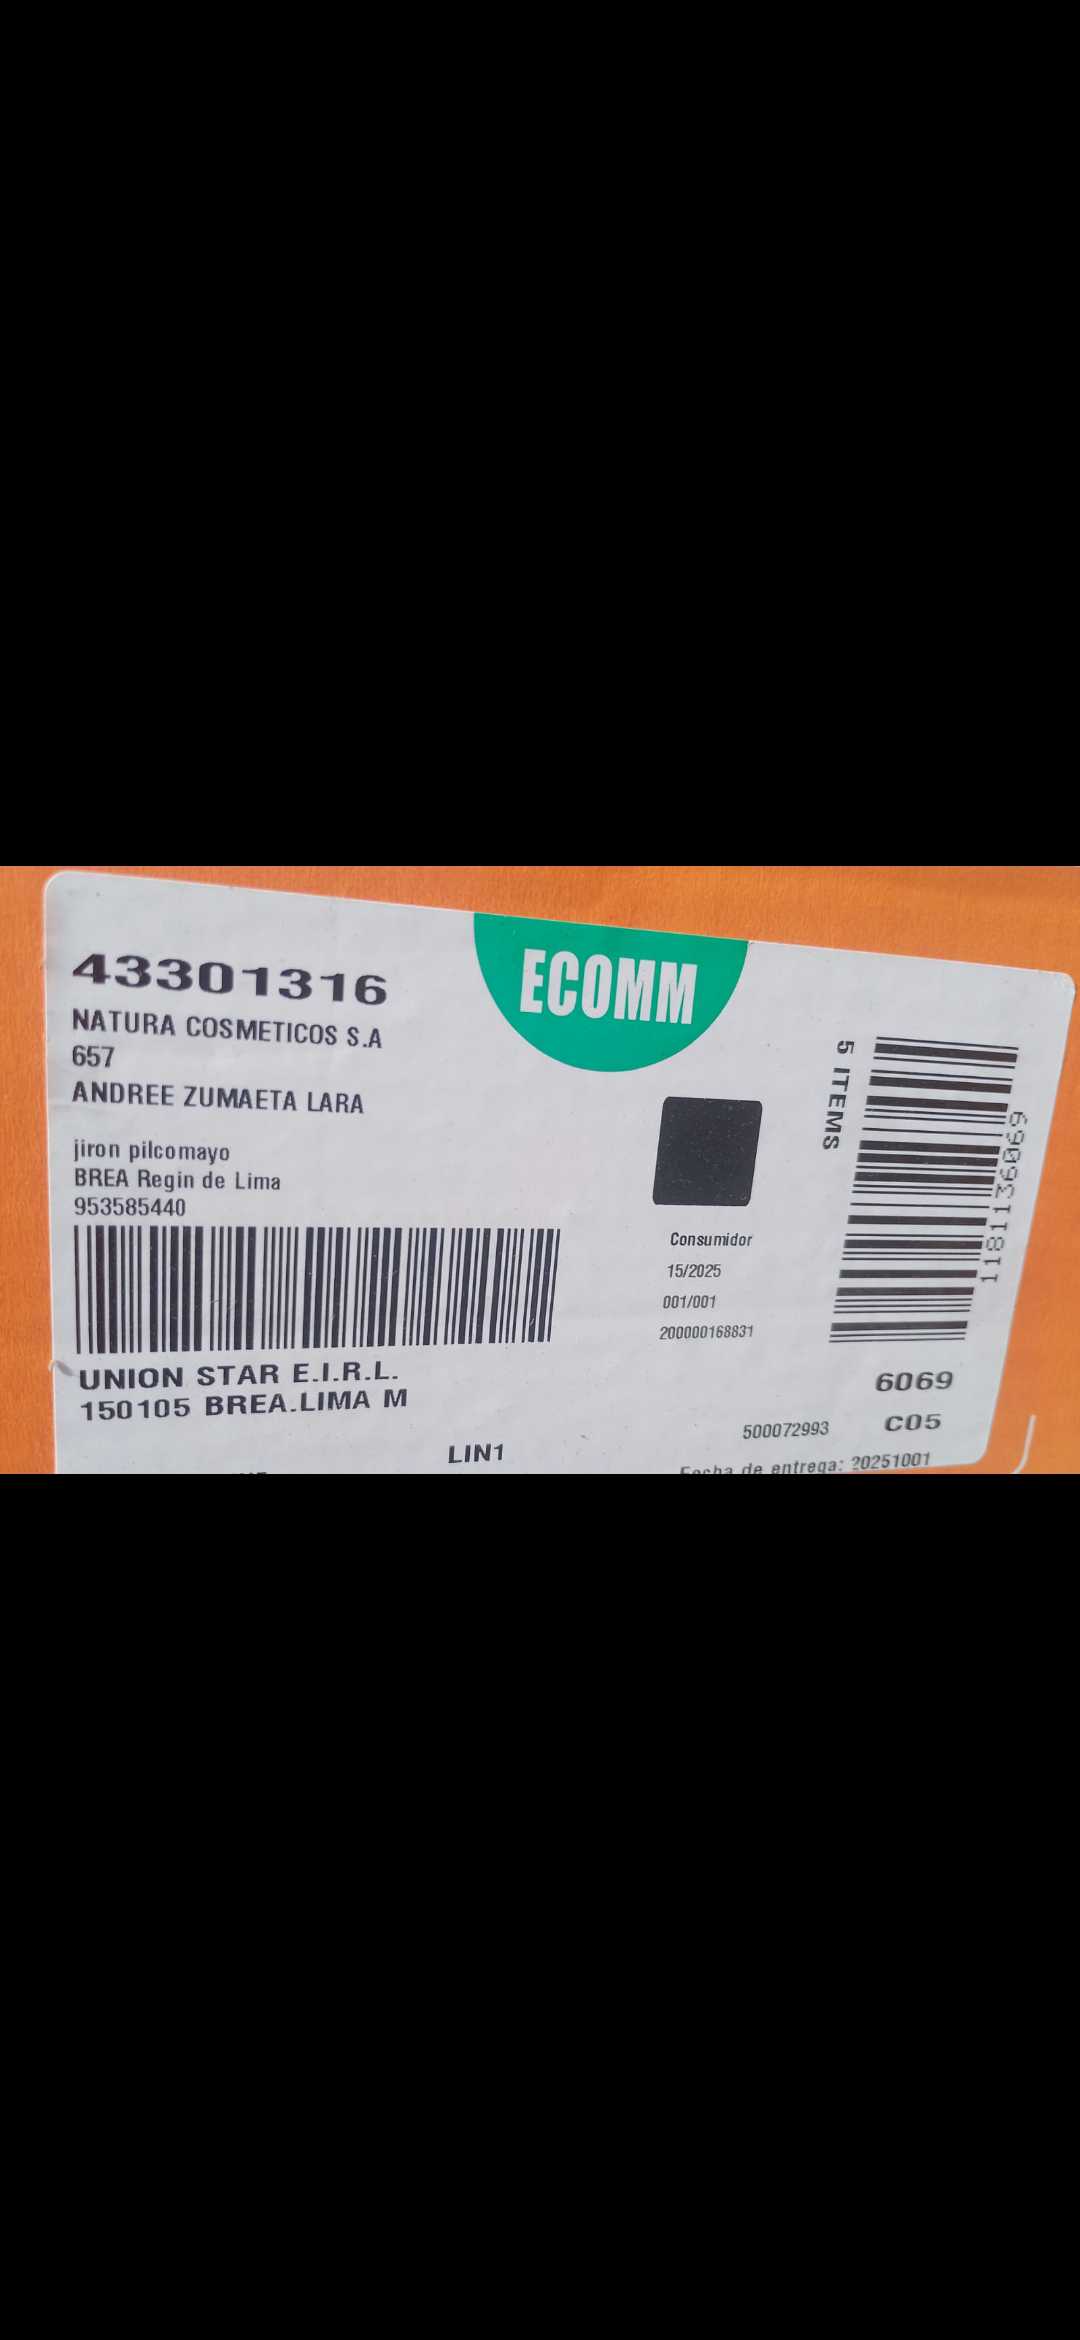 ECOMM
43301316
NATURA COSMETICOS S.A
657
ANDREE ZUMAETA LARA
jiron pilcomayo
BREA Regin de Lima
953585440
UNION STAR E.I.R.L.
150105 BREA.LIMA M
LIN1
Consumidor
15/2025
001/001
200000168831
5 ITEMS
1181136069
6069
500072993
C05
Fecha de entrega: 20251001